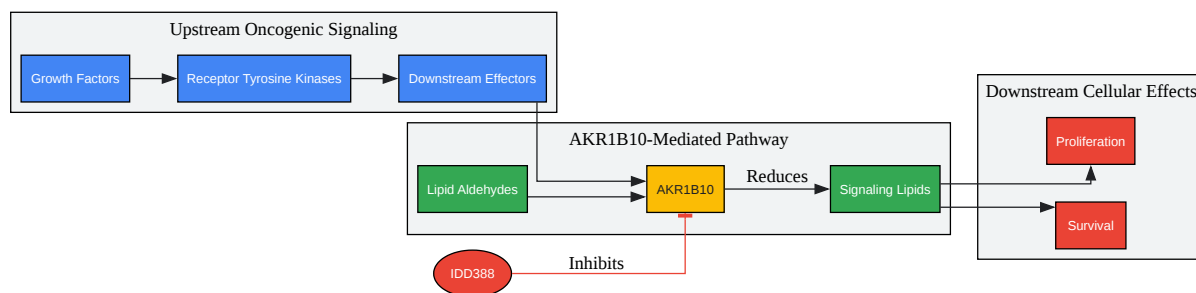 Upstream Oncogenic Signaling
Growth Factors
Receptor Tyrosine Kinases
Downstream Effectors
Downstream Cellular Effects
Proliferation
Survival
AKR1B10-Mediated Pathway
Lipid Aldehydes
AKR1B10
Reduces
Signaling Lipids
IDD388
Inhibits